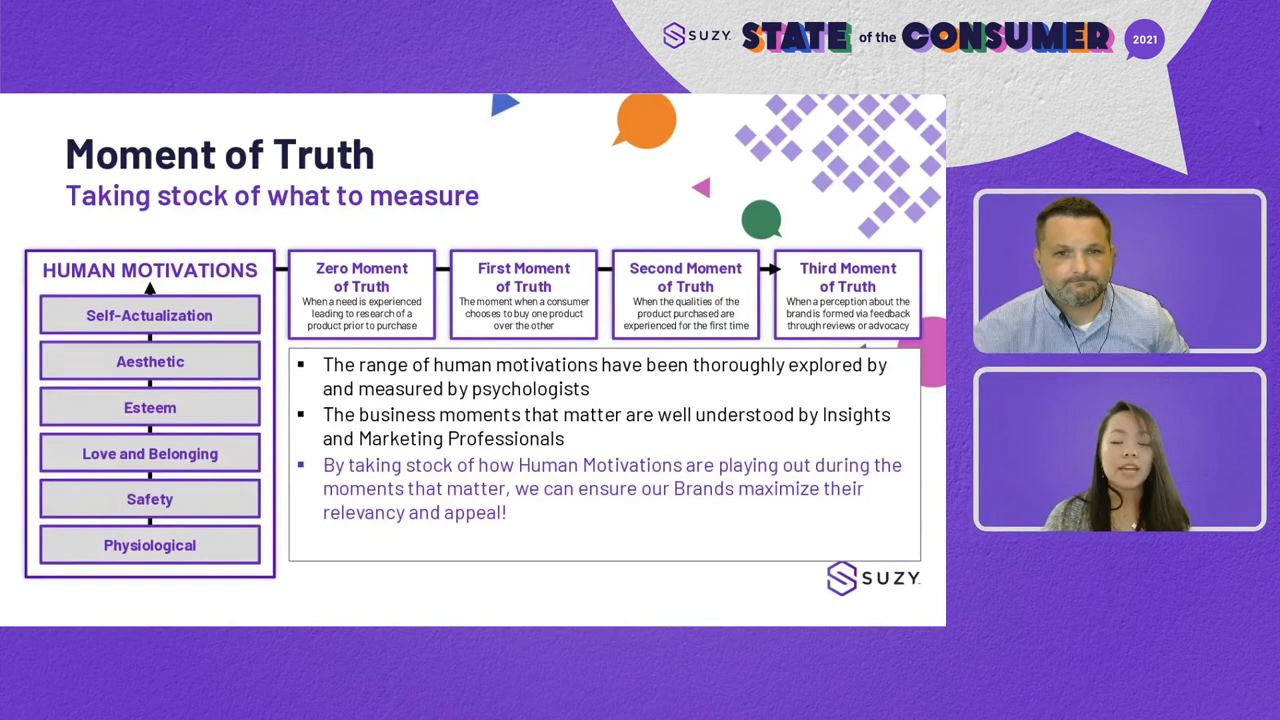 SUZY STATE of the CONSUMER 2021
Moment of Truth
Taking stock of what to measure
HUMAN MOTIVATIONS
Self-Actualization
Aesthetic
Esteem
Love and Belonging
Safety
Physiological
Zero Moment
of Truth
When a need is experienced
leading to research of a
product prior to purchase
First Moment
of Truth
The moment when a consumer
chooses to buy one product
over the other
Second Moment
of Truth
When the qualities of the
product purchased are
experienced for the first time
Third Moment
of Truth
When a perception about the
brand is formed via feedback
through reviews or advocacy
▪ The range of human motivations have been thoroughly explored by
and measured by psychologists
▪ The business moments that matter are well understood by Insights
and Marketing Professionals
▪ By taking stock of how Human Motivations are playing out during the
moments that matter, we can ensure our Brands maximize their
relevancy and appeal!
SUZY